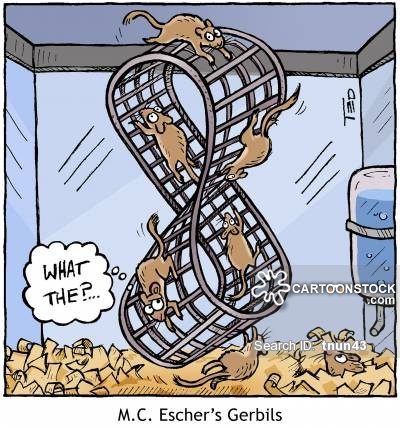 TED
WHAT
THE?...
CARTOONSTOCK
.com
Search ID: tnun43
M.C. Escher's Gerbils